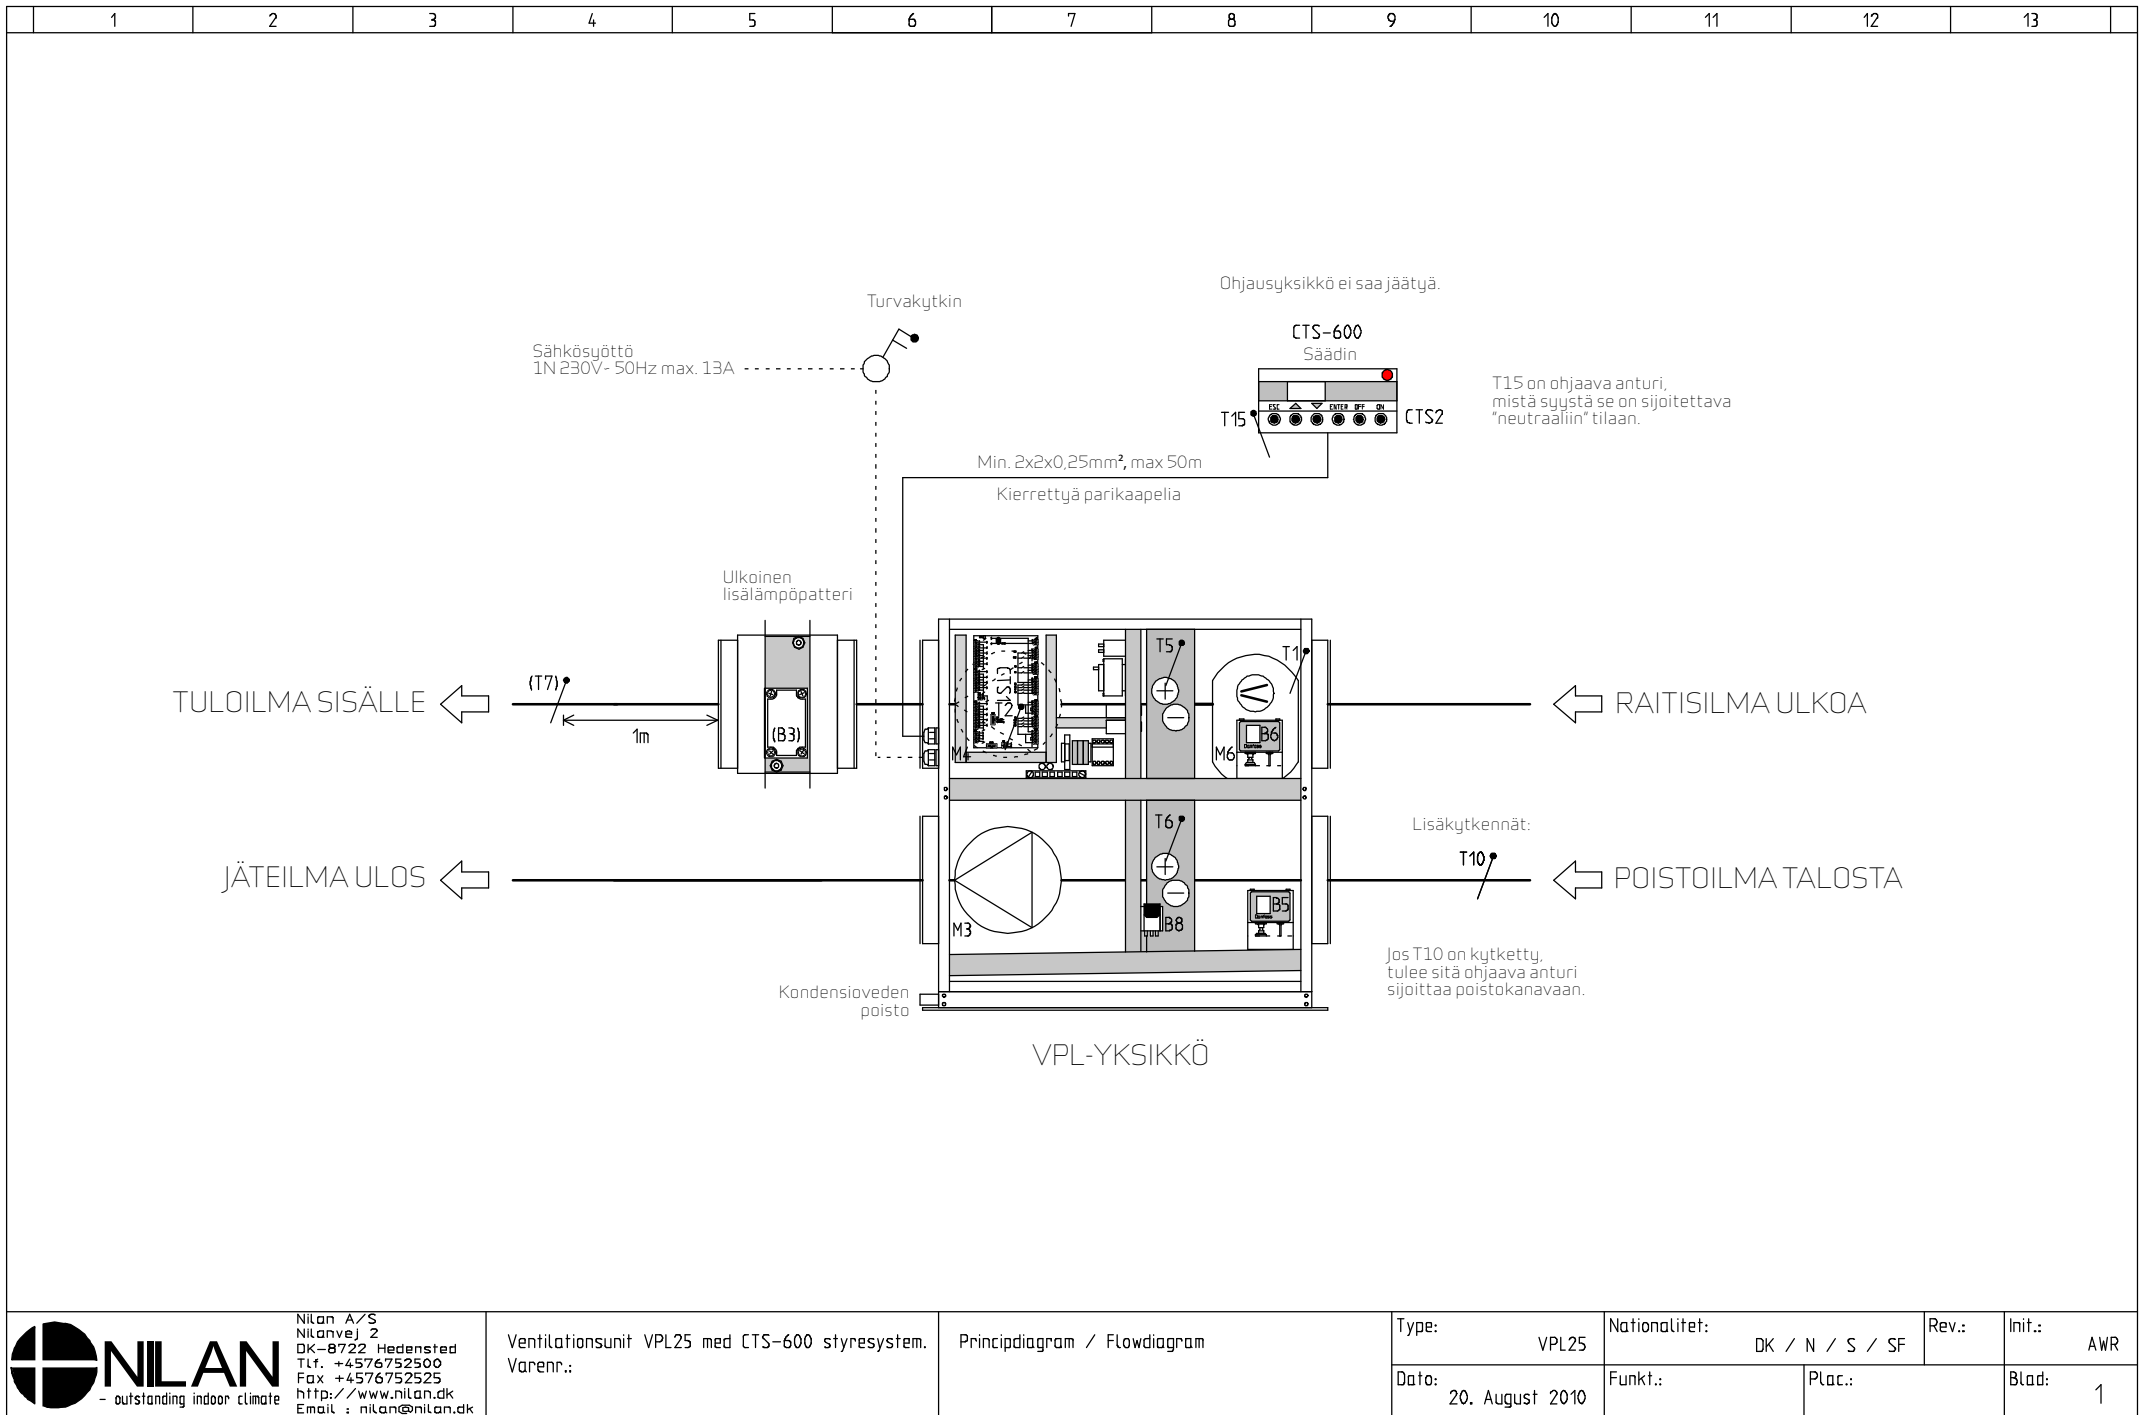 1 2 3 4 5 6 7 8 9 10 11 12 13
Ohjausyksikkö ei saa jäätyä.
Turvakytkin
CTS-600
Säädin
Sähkösyöttö
1N 230V~ 50Hz max. 13A
T15 on ohjaava anturi,
mistä syystä se on sijoitettava
"neutraaliin" tilaan.
ESC ENTER OFF ON
T15
CTS2
Min. 2x2x0,25mm², max 50m
Kierrettyä parikaapelia
Ulkoinen
lisälämpöpatteri
T5
T1
(T7)
CTS1
T2
TULOILMA SISÄLLE
RAITISILMA ULKOA
1m
(B3)
M4
M6
B6
Danfoss
T6
Lisäkytkennät:
T10
JÄTEILMA ULOS
POISTOILMA TALOSTA
M3
B8
B5
Danfoss
Jos T10 on kytketty,
tulee sitä ohjaava anturi
sijoittaa poistokanavaan.
Kondensioveden
poisto
VPL-YKSIKKÖ
NILAN
- outstanding indoor climate
Nilan A/S
Nilanvej 2
DK-8722 Hedensted
Tlf. +4576752500
Fax +4576752525
http://www.nilan.dk
Email : nilan@nilan.dk
Ventilationsunit VPL25 med CTS-600 styresystem.
Varenr.:
Principdiagram / Flowdiagram
Type:
VPL25
Nationalitet:
DK / N / S / SF
Rev.:
Init.:
AWR
Dato:
20. August 2010
Funkt.:
Plac.:
Blad:
1